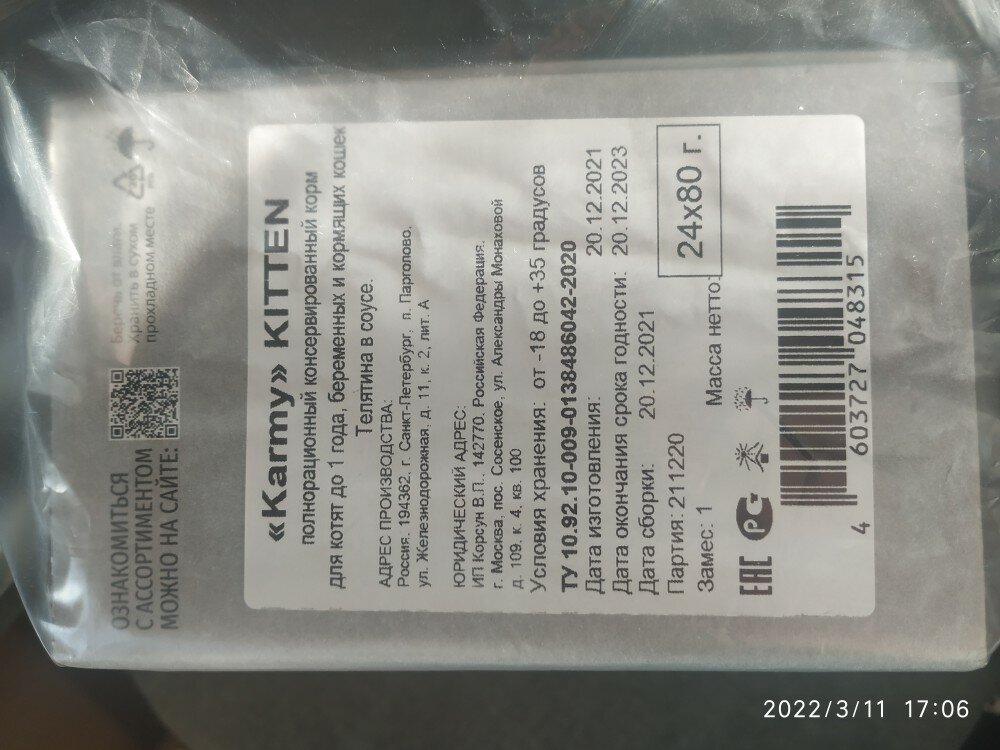 ОЗНАКОМИТЬСЯ
С АССОРТИМЕНТОМ
МОЖНО НА САЙТЕ:
Беречь от влаги.
Хранить в сухом
прохладном месте
«Karmy» KITTEN
полнорационный консервированный корм
для котят до 1 года, беременных и кормящих кошек
Телятина в соусе.
АДРЕС ПРОИЗВОДСТВА:
Россия. 194362. г. Санкт-Петербург, п. Парголово,
ул. Железнодорожная, д. 11, к. 2, лит. А
ЮРИДИЧЕСКИЙ АДРЕС:
ИП Корсун В.П. 142770. Российская Федерация.
г. Москва, пос. Сосенское, ул. Александры Монаховой
д. 109. к. 4, кв. 100
Условия хранения: от -18 до +35 градусов
ТУ 10.92.10-009-0138486042-2020
Дата изготовления: 20.12.2021
Дата окончания срока годности: 20.12.2023
Дата сборки: 20.12.2021
Партия: 211220
Замес: 1
Масса нетто:
24х80 г.
ЕАС РСТ
4 603727 048315
2022/3/11 17:06